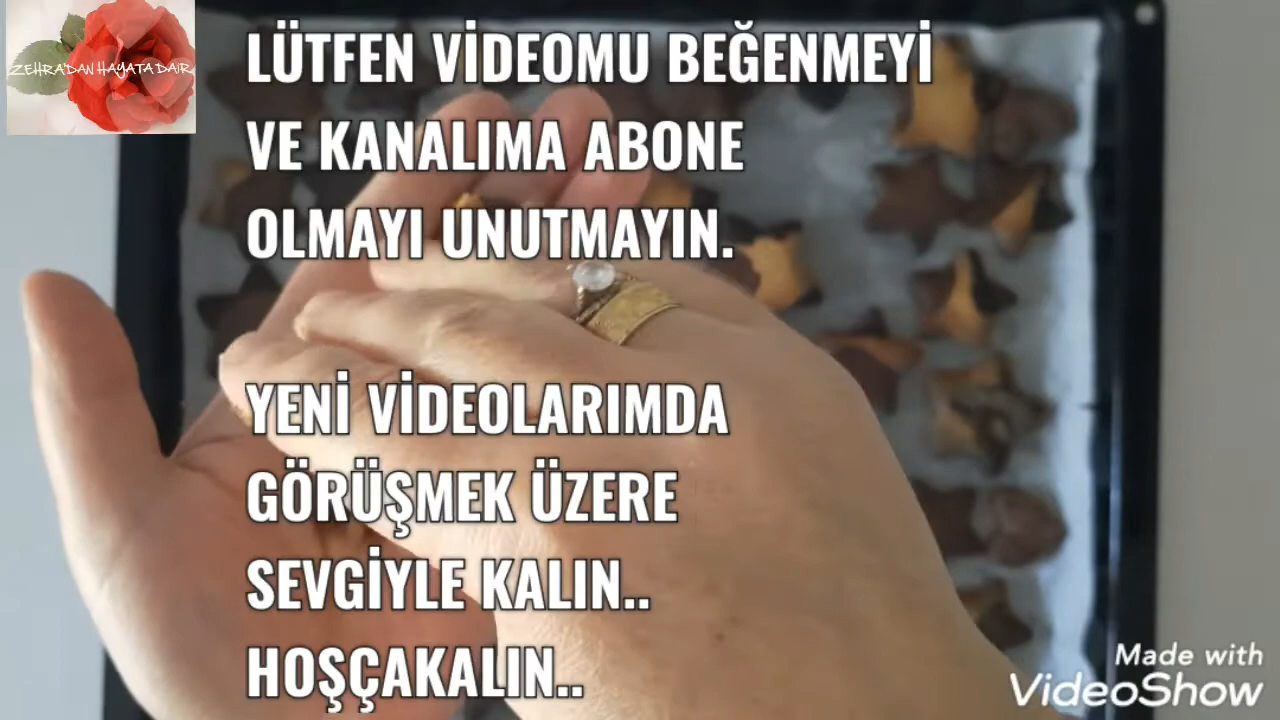 ZEHRA'DAN HAYATA DAİR
LÜTFEN VİDEOMU BEĞENMEYİ
VE KANALIMA ABONE
OLMAYI UNUTMAYIN.
YENİ VİDEOLARIMDA
GÖRÜŞMEK ÜZERE
SEVGİYLE KALIN..
HOŞÇAKALIN..
Made with
VideoShow